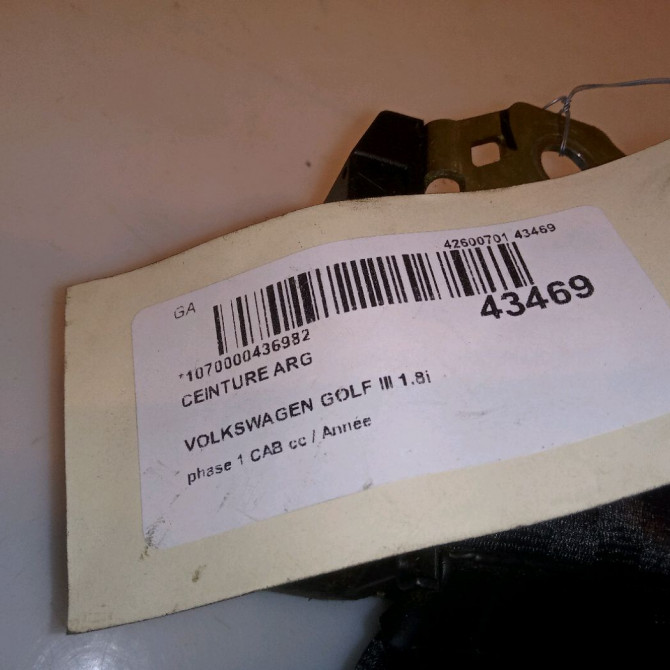 42600701 43469
GA
43469
*1070000436982
CEINTURE ARG
VOLKSWAGEN GOLF III 1.8i
phase 1 CAB cc / Année